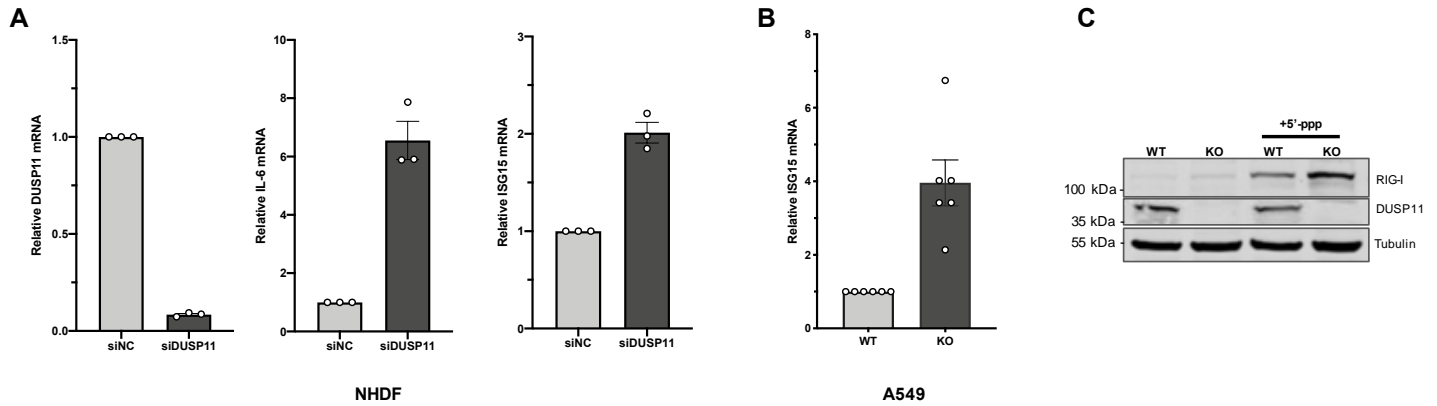 A
B
C
Relative DUSP11 mRNA
1.5
1.0
0.5
0.0
siNC siDUSP11
Relative IL-6 mRNA
10
8
6
4
2
0
siNC siDUSP11
Relative ISG15 mRNA
3
2
1
0
siNC siDUSP11
NHDF
Relative ISG15 mRNA
8
6
4
2
0
WT KO
A549
+5'-ppp
WT KO WT KO
100 kDa RIG-I
35 kDa DUSP11
55 kDa Tubulin